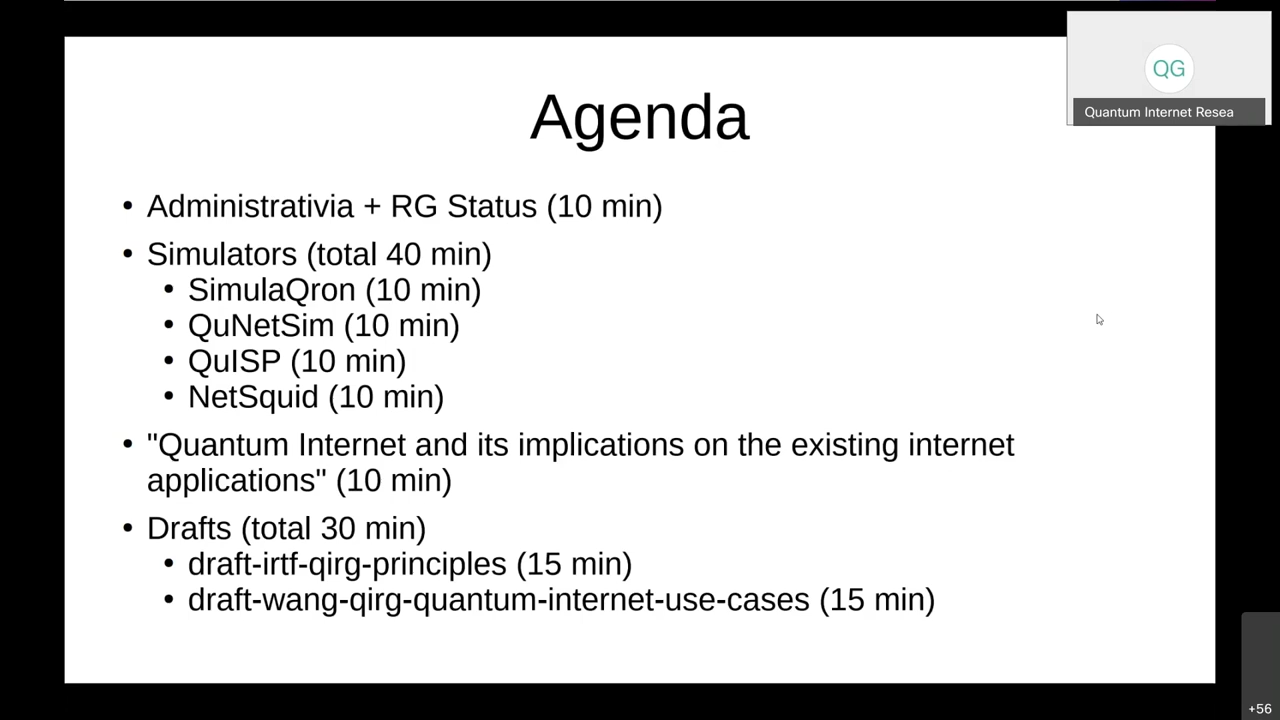 Agenda
QG
Quantum Internet Resea
• Administrativia + RG Status (10 min)
• Simulators (total 40 min)
• SimulaQron (10 min)
• QuNetSim (10 min)
• QuISP (10 min)
• NetSquid (10 min)
• "Quantum Internet and its implications on the existing internet
applications" (10 min)
• Drafts (total 30 min)
• draft-irtf-qirg-principles (15 min)
• draft-wang-qirg-quantum-internet-use-cases (15 min)
+56